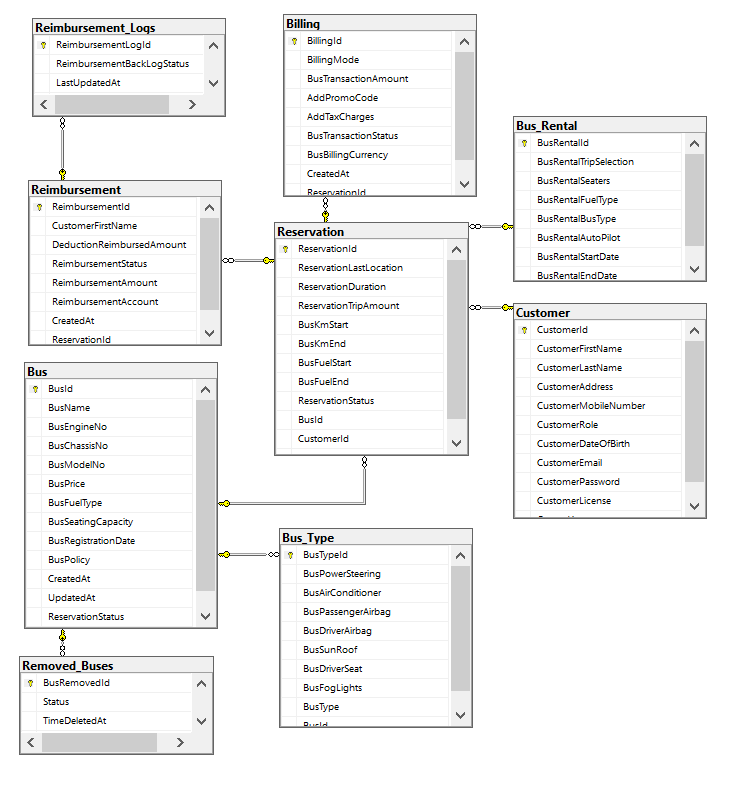 Reimbursement_Logs
ReimbursementLogId
ReimbursementBackLogStatus
LastUpdatedAt
Billing
BillingId
BillingMode
BusTransactionAmount
AddPromoCode
AddTaxCharges
BusTransactionStatus
BusBillingCurrency
CreatedAt
ReservationId
Bus_Rental
BusRentalId
BusRentalTripSelection
BusRentalSeaters
BusRentalFuelType
BusRentalBusType
BusRentalAutoPilot
BusRentalStartDate
BusRentalEndDate
Reimbursement
ReimbursementId
CustomerFirstName
DeductionReimbursedAmount
ReimbursementStatus
ReimbursementAmount
ReimbursementAccount
CreatedAt
ReservationId
Reservation
ReservationId
ReservationLastLocation
ReservationDuration
ReservationTripAmount
BusKmStart
BusKmEnd
BusFuelStart
BusFuelEnd
ReservationStatus
BusId
CustomerId
Customer
CustomerId
CustomerFirstName
CustomerLastName
CustomerAddress
CustomerMobileNumber
CustomerRole
CustomerDateOfBirth
CustomerEmail
CustomerPassword
CustomerLicense
Bus
BusId
BusName
BusEngineNo
BusChassisNo
BusModelNo
BusPrice
BusFuelType
BusSeatingCapacity
BusRegistrationDate
BusPolicy
CreatedAt
UpdatedAt
ReservationStatus
Bus_Type
BusTypeId
BusPowerSteering
BusAirConditioner
BusPassengerAirbag
BusDriverAirbag
BusSunRoof
BusDriverSeat
BusFogLights
BusType
BusId
Removed_Buses
BusRemovedId
Status
TimeDeletedAt